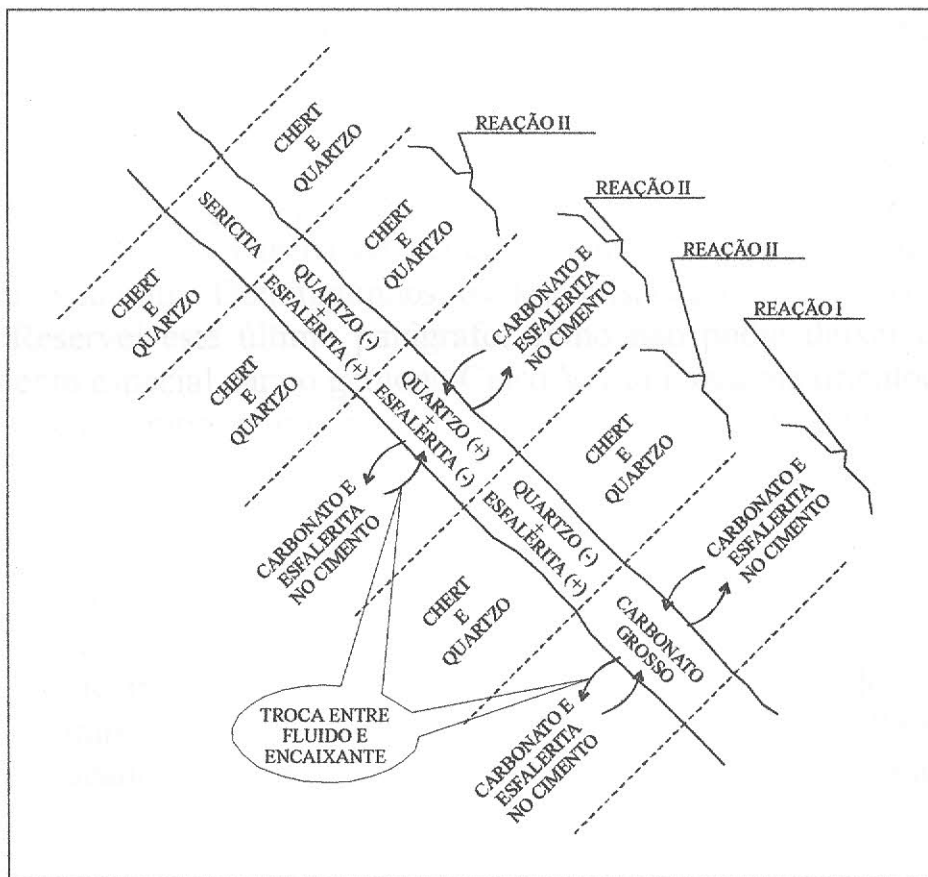 REAÇÃO II
REAÇÃO II
REAÇÃO II
REAÇÃO I
CHERT
E
QUARTZO
CHERT
E
QUARTZO
CARBONATO E
ESFALERITA
NO CIMENTO
CHERT
E
QUARTZO
CARBONATO E
ESFALERITA
NO CIMENTO
SERICITA
QUARTZO (-)
+
ESFALERITA (+)
QUARTZO (+)
+
ESFALERITA (-)
QUARTZO (-)
+
ESFALERITA (+)
CARBONATO
GROSSO
CHERT
E
QUARTZO
CHERT
E
QUARTZO
CARBONATO E
ESFALERITA
NO CIMENTO
CHERT
E
QUARTZO
CARBONATO E
ESFALERITA
NO CIMENTO
TROCA ENTRE
FLUIDO E
ENCAIXANTE